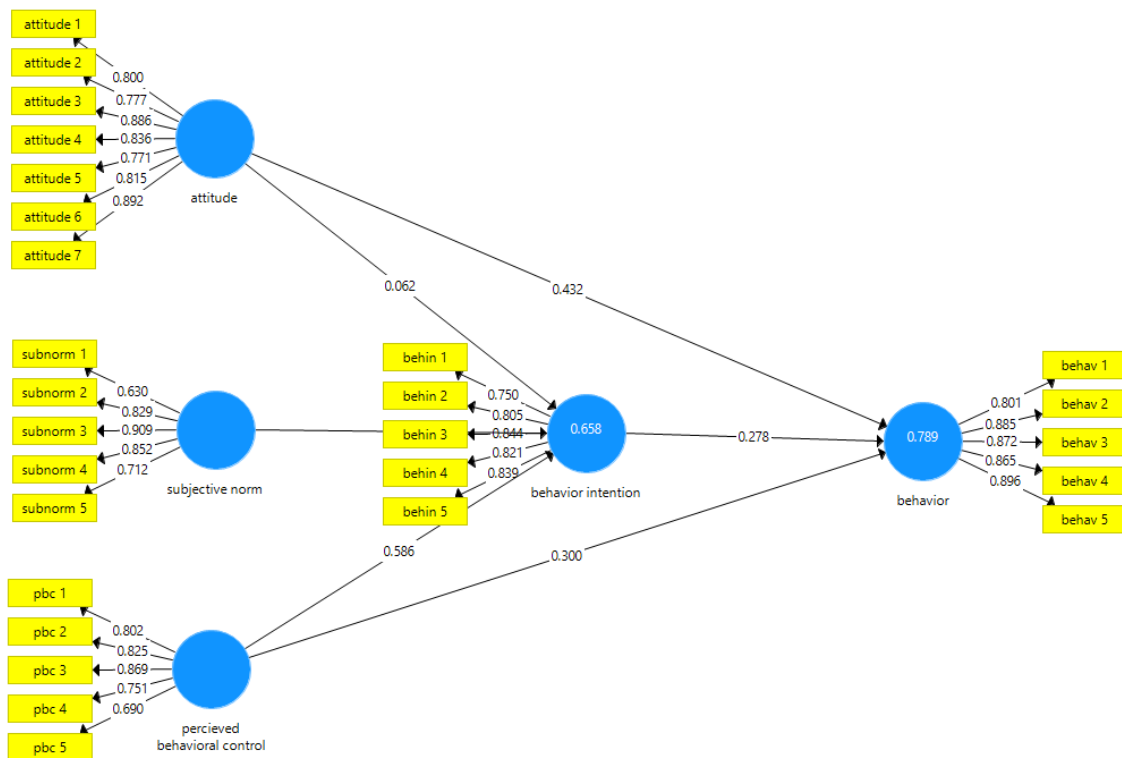 attitude 1
attitude 2
attitude 3
attitude 4
attitude 5
attitude 6
attitude 7
0.800
0.777
0.886
0.836
0.771
0.815
0.892
attitude
0.062
0.432
subnorm 1
subnorm 2
subnorm 3
subnorm 4
subnorm 5
0.630
0.829
0.909
0.852
0.712
subjective norm
behin 1
behin 2
behin 3
behin 4
behin 5
0.750
0.805
0.844
0.821
0.839
0.658
behavior intention
0.278
0.789
behavior
0.801
0.885
0.872
0.865
0.896
behav 1
behav 2
behav 3
behav 4
behav 5
0.586
0.300
pbc 1
pbc 2
pbc 3
pbc 4
pbc 5
0.802
0.825
0.869
0.751
0.690
percieved
behavioral control